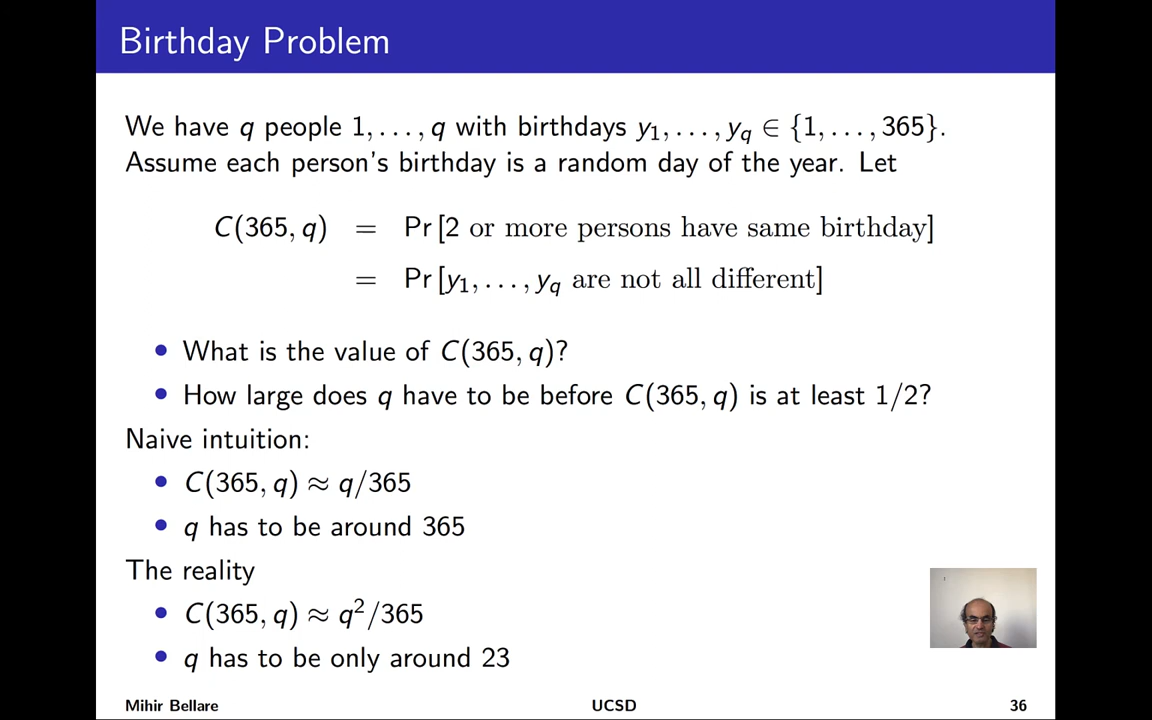 Birthday Problem
We have q people 1, . . . , q with birthdays y₁, . . . , y_q ∈ {1, . . . , 365}.
Assume each person's birthday is a random day of the year. Let
C(365, q) = Pr [2 or more persons have same birthday]
= Pr [y₁, . . . , y_q are not all different]
• What is the value of C(365, q)?
• How large does q have to be before C(365, q) is at least 1/2?
Naive intuition:
• C(365, q) ≈ q/365
• q has to be around 365
The reality
• C(365, q) ≈ q²/365
• q has to be only around 23
Mihir Bellare UCSD 36